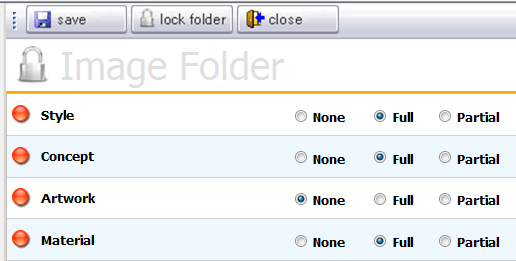 save lock folder close
Image Folder
Style None Full Partial
Concept None Full Partial
Artwork None Full Partial
Material None Full Partial